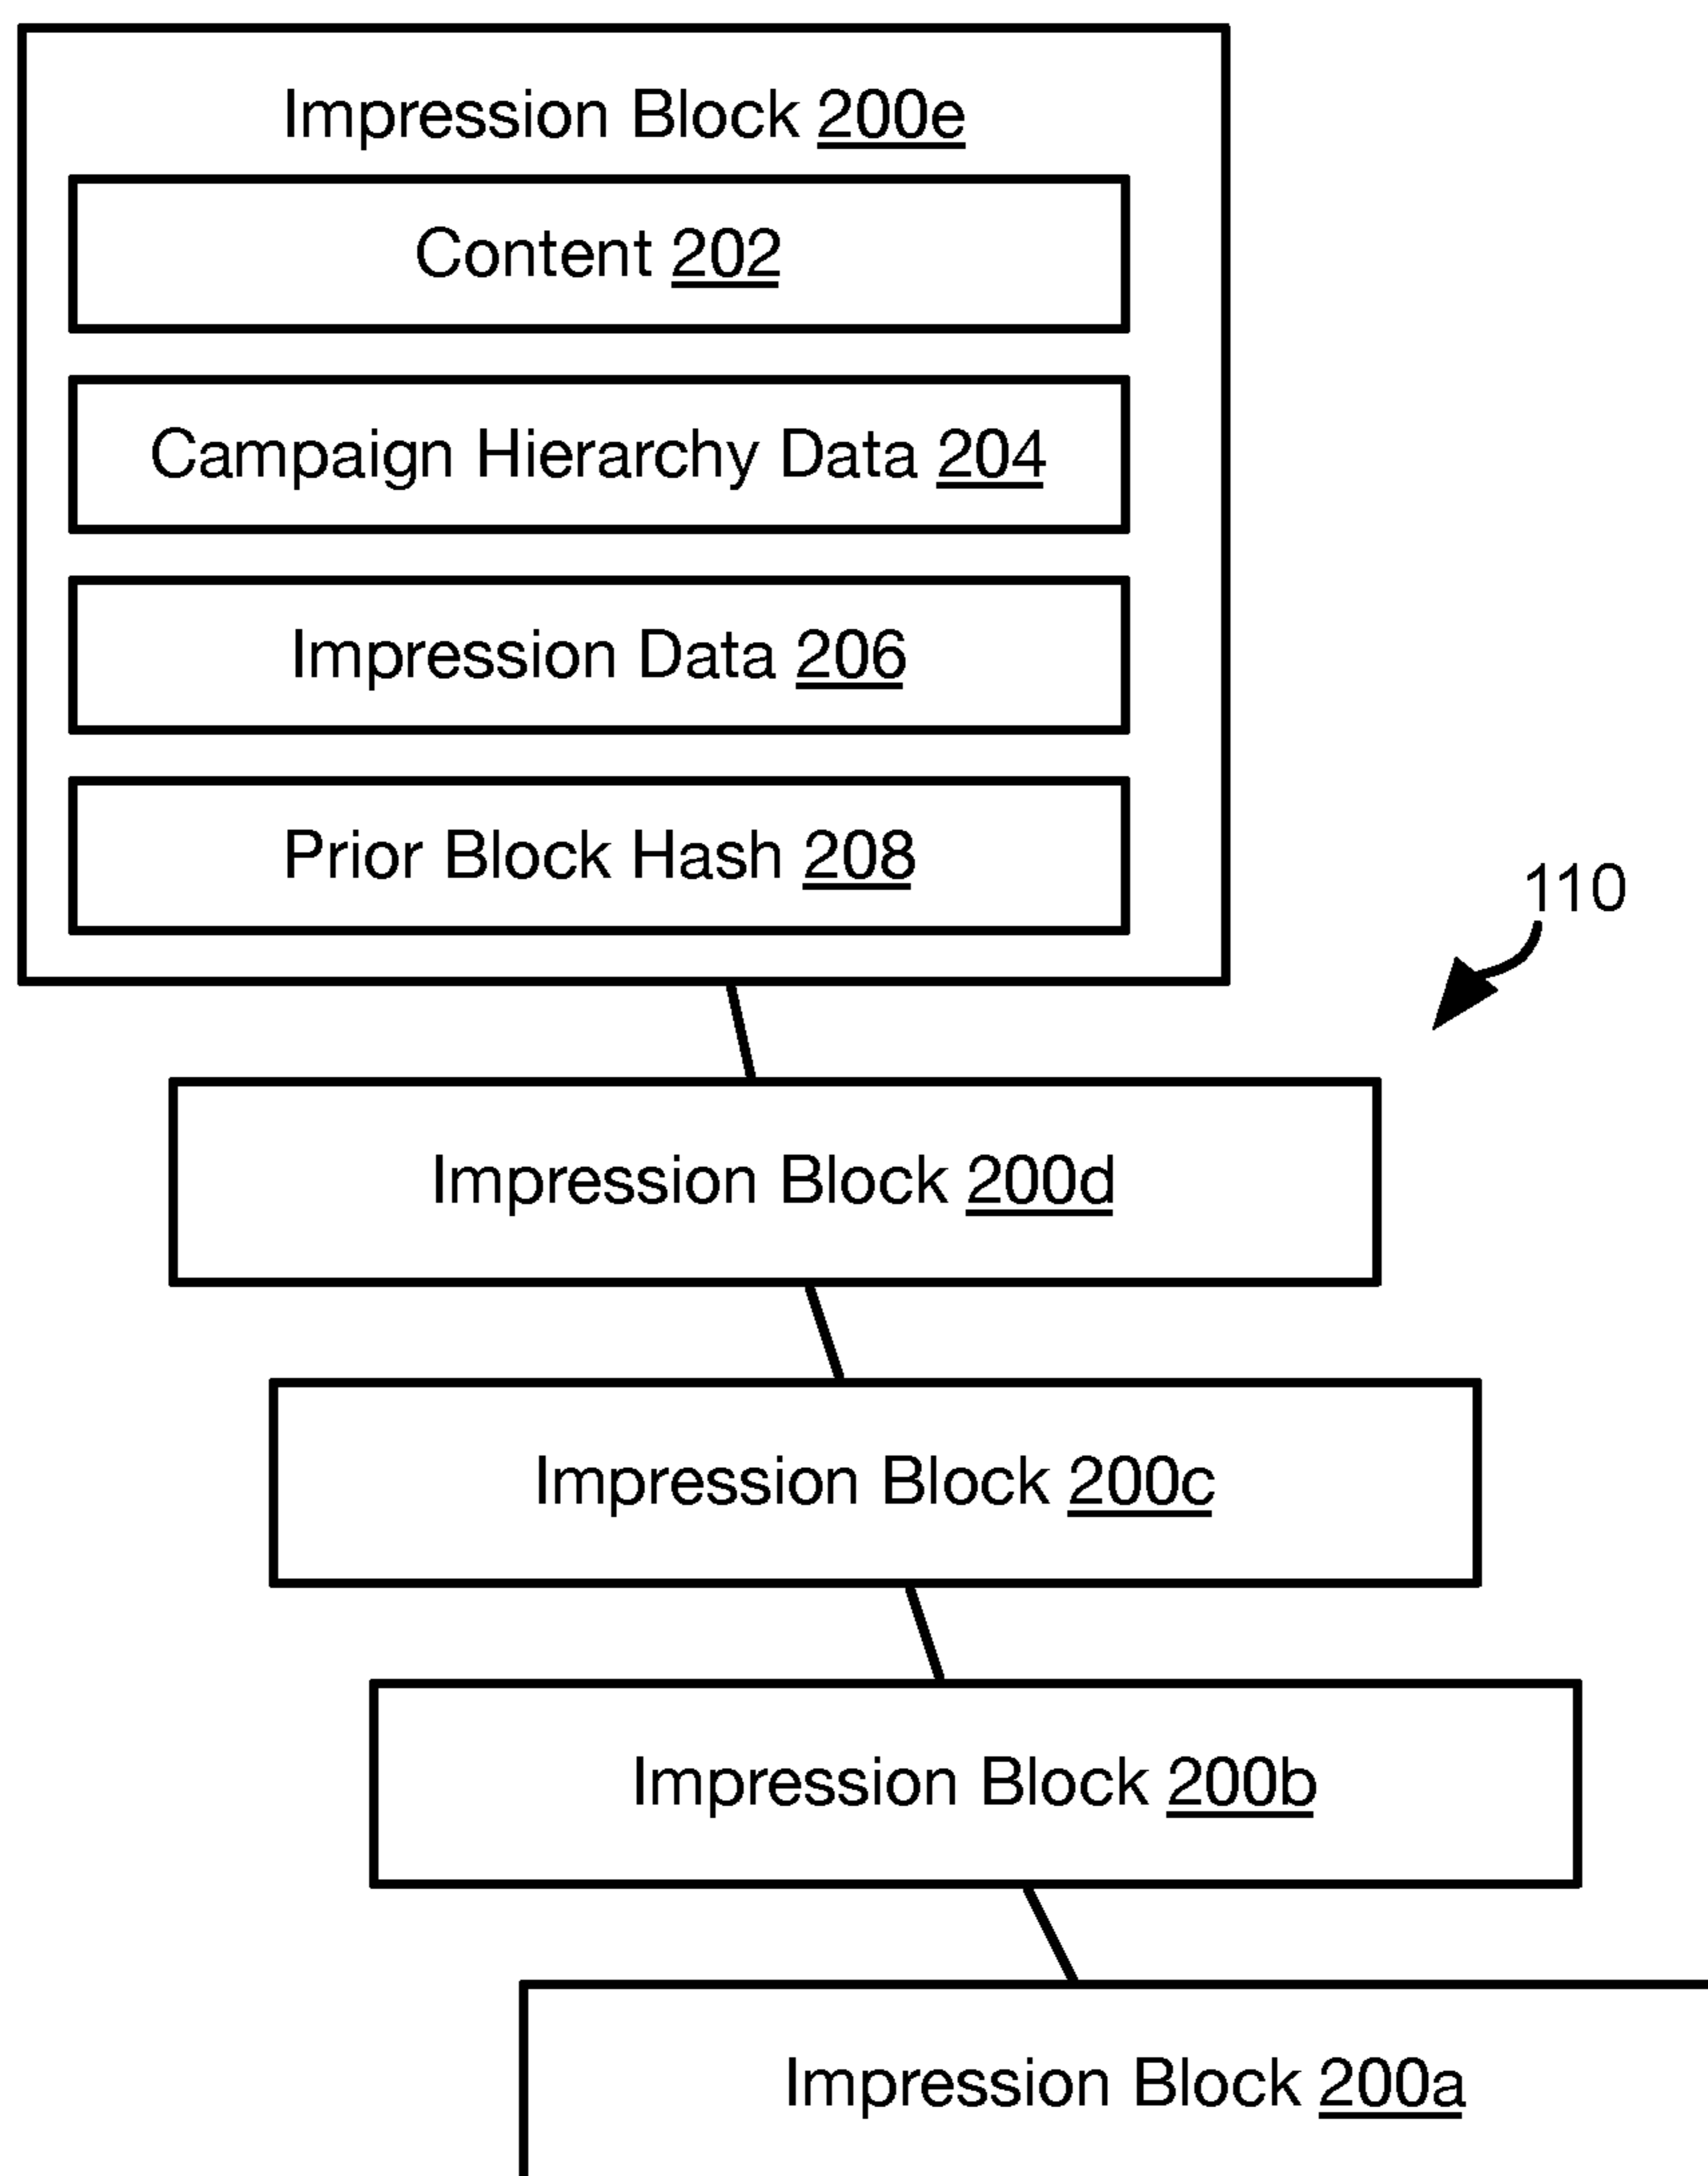 Impression Block 200e
Content 202
Campaign Hierarchy Data 204
Impression Data 206
Prior Block Hash 208
110
Impression Block 200d
Impression Block 200c
Impression Block 200b
Impression Block 200a